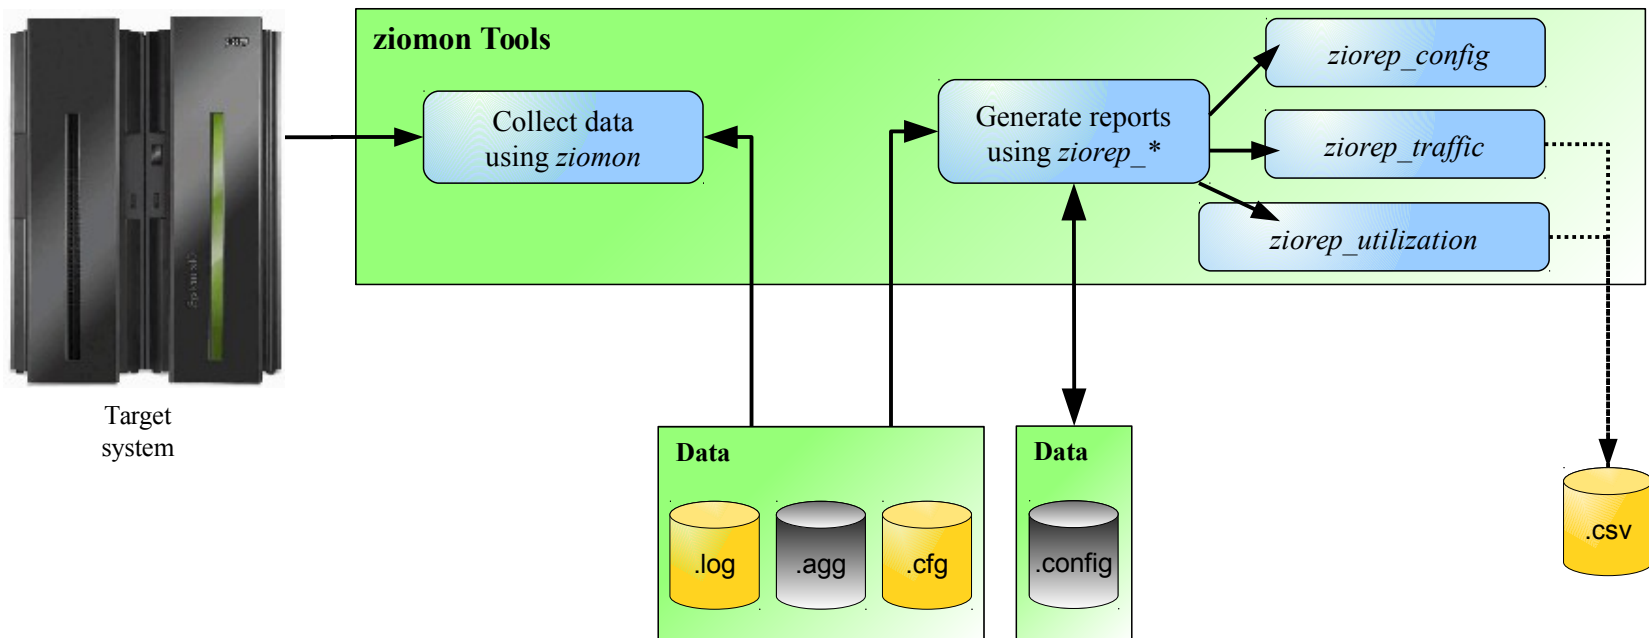 ziomon Tools
Collect data
using ziomon
Generate reports
using ziorep_*
ziorep_config
ziorep_traffic
ziorep_utilization
Target
system
Data
.log
.agg
.cfg
Data
.config
.csv